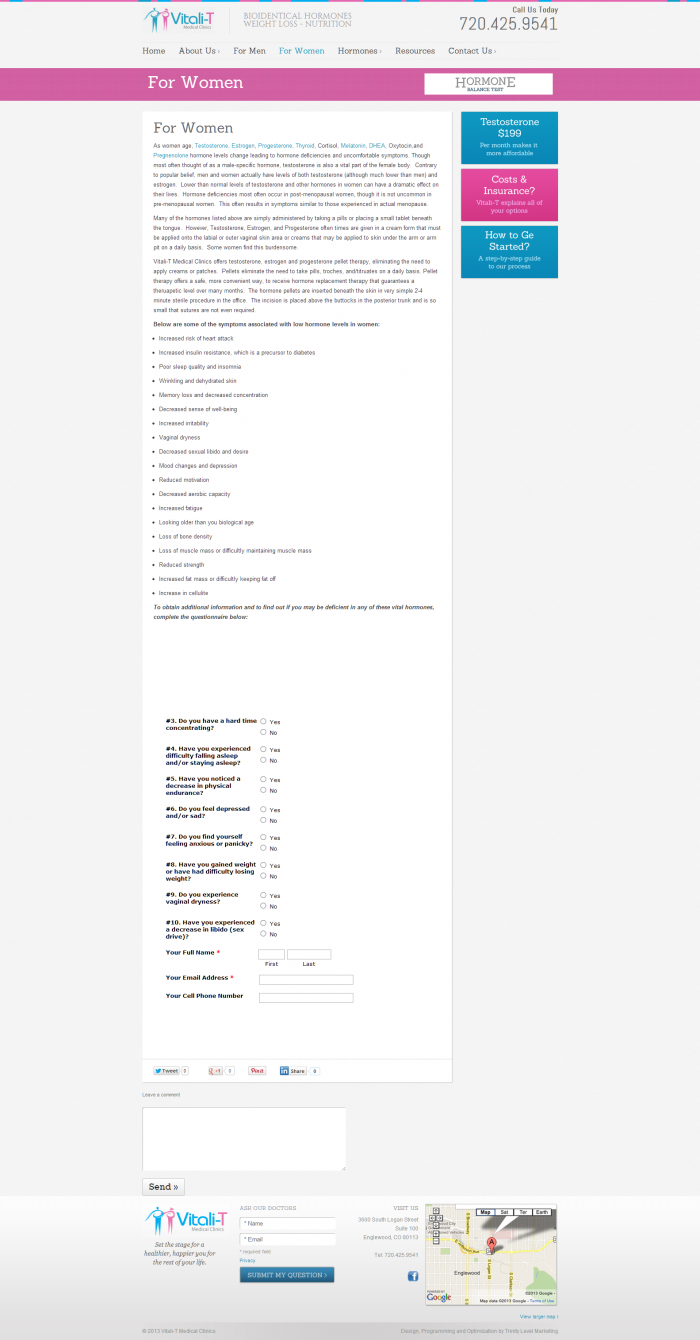 Vitali-T
Medical Clinics
BIOIDENTICAL HORMONES
WEIGHT LOSS - NUTRITION
Call Us Today
720.425.9541
Home About Us › For Men For Women Hormones › Resources Contact Us ›
For Women
HORMONE
BALANCE TEST
For Women
As women age, Testosterone, Estrogen, Progesterone, Thyroid, Cortisol, Melatonin, DHEA, Oxytocin,and
Pregnenolone hormone levels change leading to hormone deficiencies and uncomfortable symptoms. Though
most often thought of as a male-specific hormone, testosterone is also a vital part of the female body. Contrary
to popular belief, men and women actually have levels of both testosterone (although much lower than men) and
estrogen. Lower than normal levels of testosterone and other hormones in women can have a dramatic effect on
their lives. Hormone deficiencies most often occur in post-menopausal women, though it is not uncommon in
pre-menopausal women. This often results in symptoms similar to those experienced in actual menopause.
Many of the hormones listed above are simply administered by taking a pills or placing a small tablet beneath
the tongue. However, Testosterone, Estrogen, and Progesterone often times are given in a cream form that must
be applied onto the labial or outer vaginal skin area or creams that may be applied to skin under the arm or arm
pit on a daily basis. Some women find this burdensome.
Vitali-T Medical Clinics offers testosterone, estrogen and progesterone pellet therapy, eliminating the need to
apply creams or patches. Pellets eliminate the need to take pills, troches, and/titruates on a daily basis. Pellet
therapy offers a safe, more convenient way, to receive hormone replacement therapy that guarantees a
theruapetic level over many months. The hormone pellets are inserted beneath the skin in very simple 2-4
minute sterile procedure in the office. The incision is placed above the buttocks in the posterior trunk and is so
small that sutures are not even required.
Below are some of the symptoms associated with low hormone levels in women:
• Increased risk of heart attack
• Increased insulin resistance, which is a precursor to diabetes
• Poor sleep quality and insomnia
• Wrinkling and dehydrated skin
• Memory loss and decreased concentration
• Decreased sense of well-being
• Increased irritability
• Vaginal dryness
• Decreased sexual libido and desire
• Mood changes and depression
• Reduced motivation
• Decreased aerobic capacity
• Increased fatigue
• Looking older than you biological age
• Loss of bone density
• Loss of muscle mass or difficultly maintaining muscle mass
• Reduced strength
• Increased fat mass or difficultly keeping fat off
• Increase in cellulite
To obtain additional information and to find out if you may be deficient in any of these vital hormones,
complete the questionnaire below:
Testosterone
$199
Per month makes it
more affordable
Costs &
Insurance?
Vitali-T explains all of
your options
How to Ge
Started?
A step-by-step guide
to our process
#3. Do you have a hard time
concentrating?
Yes
No
#4. Have you experienced
difficulty falling asleep
and/or staying asleep?
Yes
No
#5. Have you noticed a
decrease in physical
endurance?
Yes
No
#6. Do you feel depressed
and/or sad?
Yes
No
#7. Do you find yourself
feeling anxious or panicky?
Yes
No
#8. Have you gained weight
or have had difficulty losing
weight?
Yes
No
#9. Do you experience
vaginal dryness?
Yes
No
#10. Have you experienced
a decrease in libido (sex
drive)?
Yes
No
Your Full Name *
First Last
Your Email Address *
Your Cell Phone Number
Tweet 0 +1 0 Pin it in Share 0
Leave a comment
Send »
Vitali-T
Medical Clinics
Set the stage for a
healthier, happier you for
the rest of your life.
ASK OUR DOCTORS
* Name
* Email
* required field
Privacy
SUBMIT MY QUESTION ›
VISIT US
3900 South Logan Street
Suite 100
Englewood, CO 80113
Tel: 720.425.9541
Map Sat Ter Earth
A
Englewood
POWERED BY
Google
©2013 Google -
Map data ©2013 Google - Terms of Use
View larger map ›
© 2013 Vitali-T Medical Clinics
Design, Programming and Optimization by Trinity Level Marketing